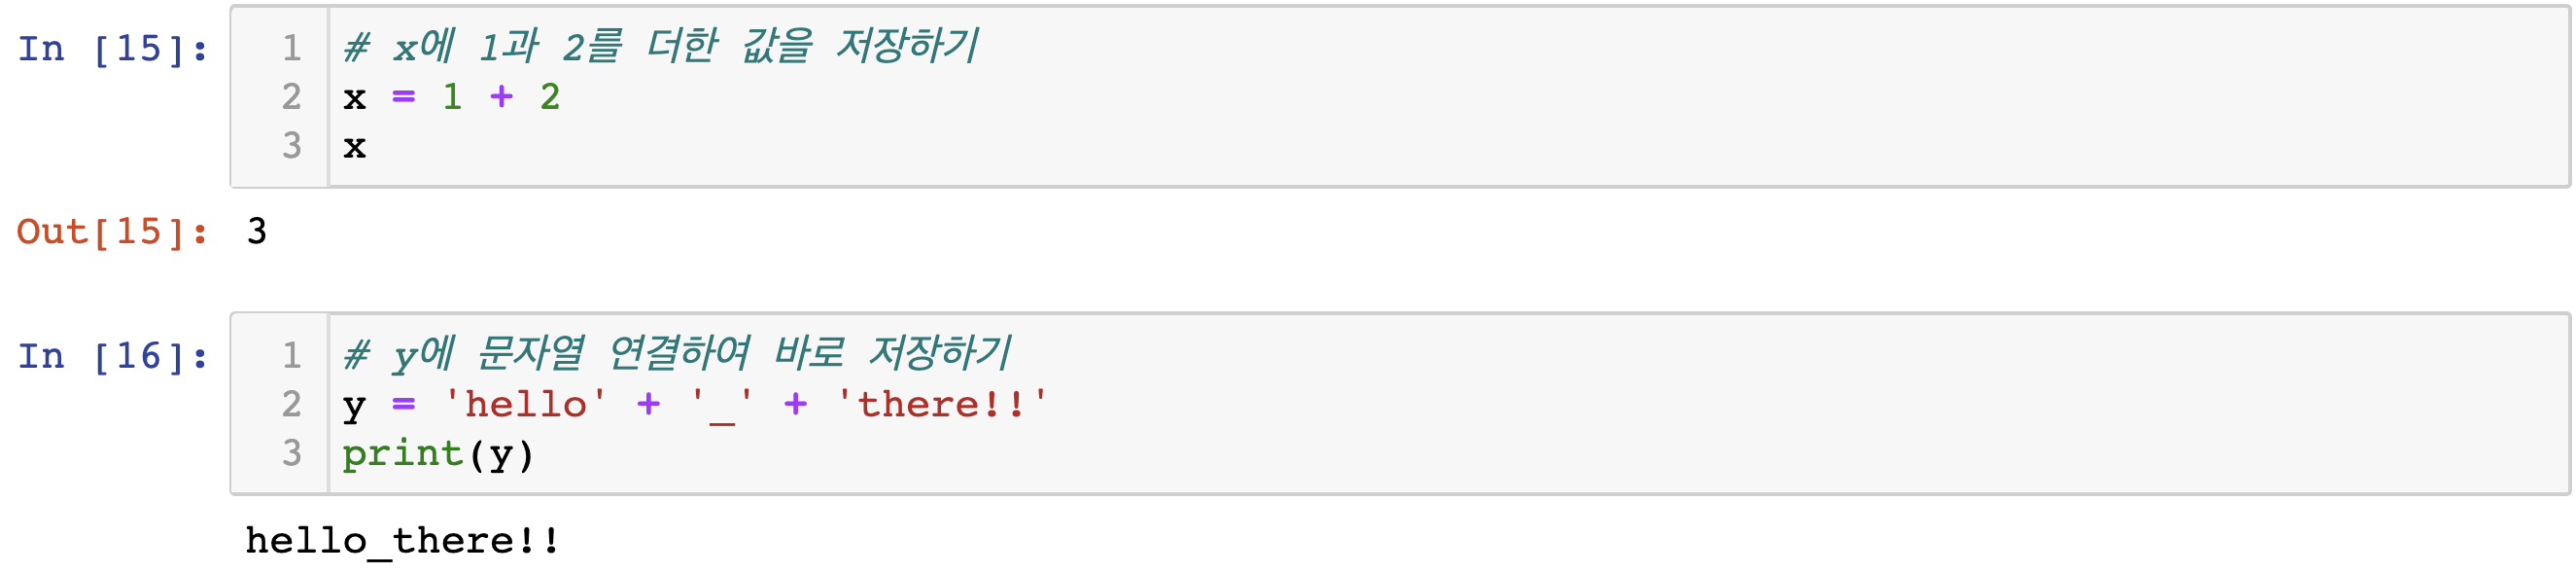 In [15]:
1 # x에 1과 2를 더한 값을 저장하기
2 x = 1 + 2
3 x
Out[15]: 3
In [16]:
1 # y에 문자열 연결하여 바로 저장하기
2 y = 'hello' + '_' + 'there!!'
3 print(y)
hello_there!!